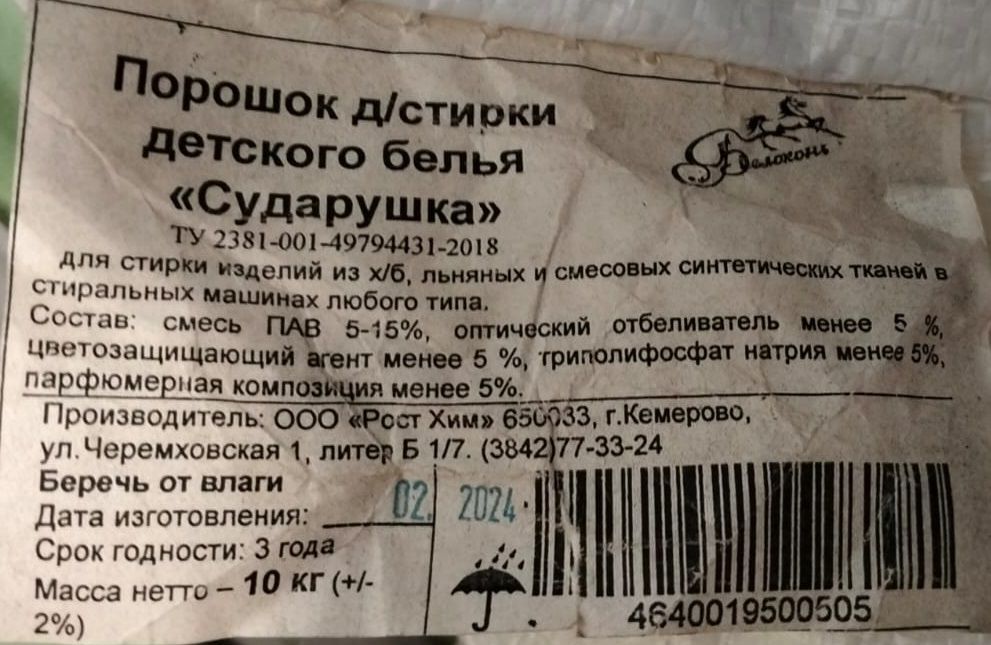 Порошок д/стирки
детского белья
«Сударушка»
Белоконь
ТУ 2381-001-49794431-2018
для стирки изделий из х/б, льняных и смесовых синтетических тканей в
стиральных машинах любого типа.
Состав: смесь ПАВ 5-15%, оптический отбеливатель менее 5 %,
цветозащищающий агент менее 5 %, триполифосфат натрия менее 5%,
парфюмерная композиция менее 5%.
Производитель: ООО «Рост Хим» 650033, г.Кемерово,
ул.Черемховская 1, литер Б 1/7. (3842)77-33-24
Беречь от влаги
Дата изготовления: 02. 2024
Срок годности: 3 года
Масса нетто – 10 кг (+/-
2%)
4640019500505